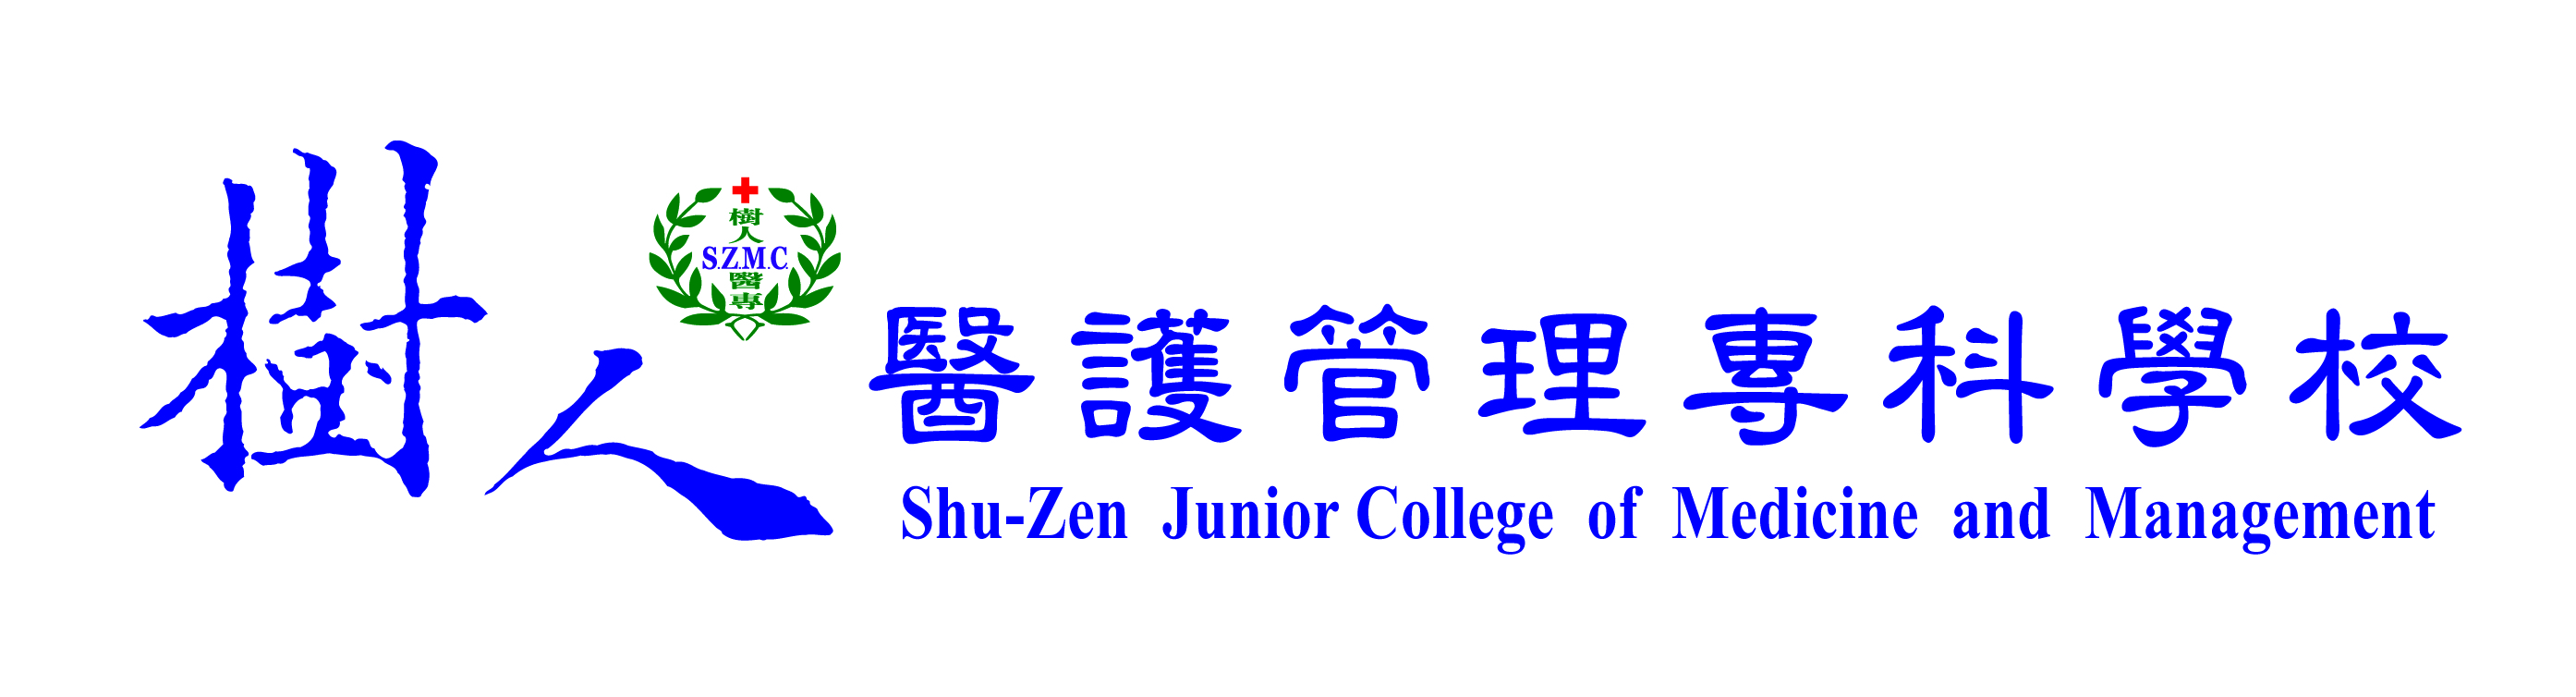 樹人醫護管理專科學校
樹
人
S.Z.M.C.
醫
專
Shu-Zen Junior College of Medicine and Management